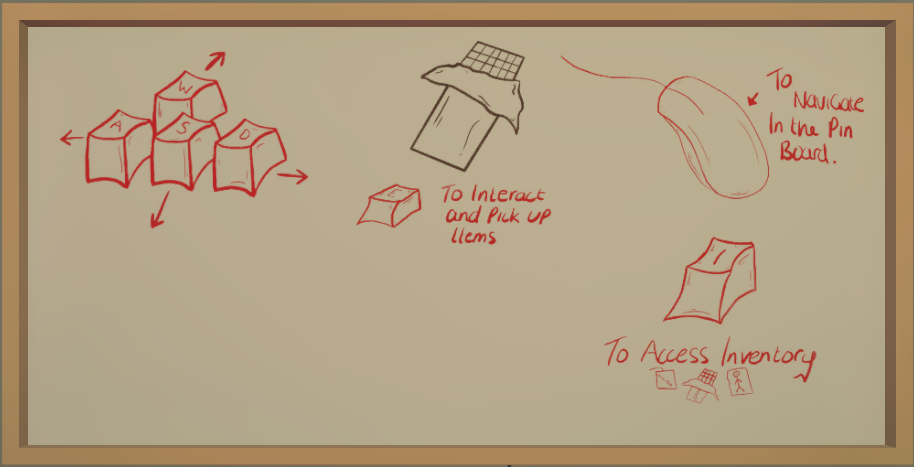 W
A
S
D
E
To Interact
and Pick up
Items
To
Navigate
In the Pin
Board.
I
To Access Inventory